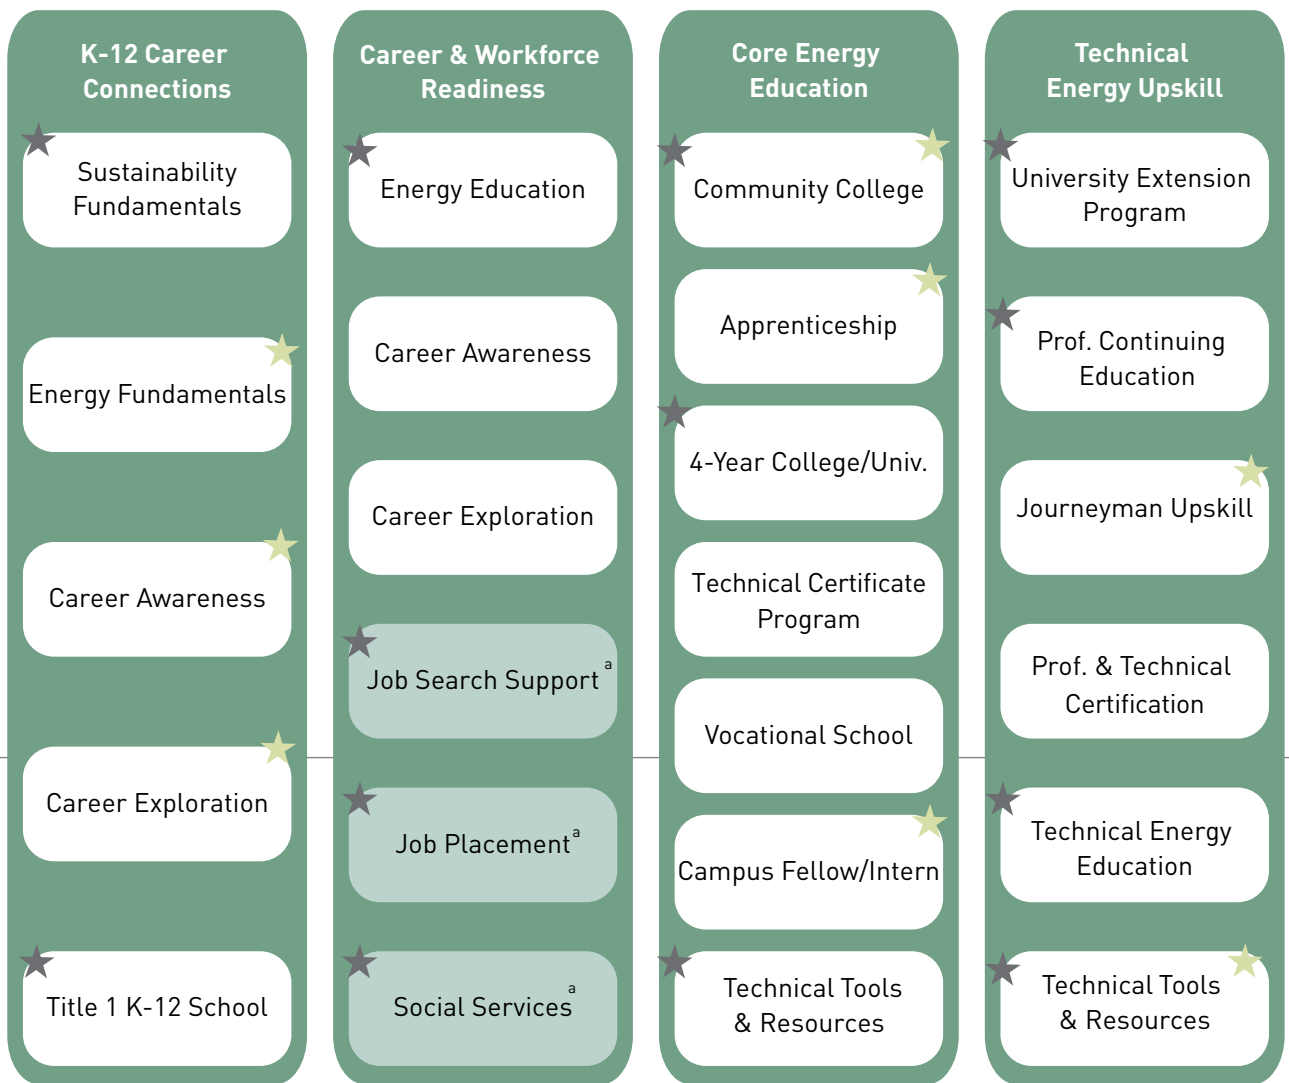 K-12 Career
Connections
Sustainability
Fundamentals
Energy Fundamentals
Career Awareness
Career Exploration
Title 1 K-12 School
Career & Workforce
Readiness
Energy Education
Career Awareness
Career Exploration
Job Search Support a
Job Placement a
Social Services a
Core Energy
Education
Community College
Apprenticeship
4-Year College/Univ.
Technical Certificate
Program
Vocational School
Campus Fellow/Intern
Technical Tools
& Resources
Technical
Energy Upskill
University Extension
Program
Prof. Continuing
Education
Journeyman Upskill
Prof. & Technical
Certification
Technical Energy
Education
Technical Tools
& Resources